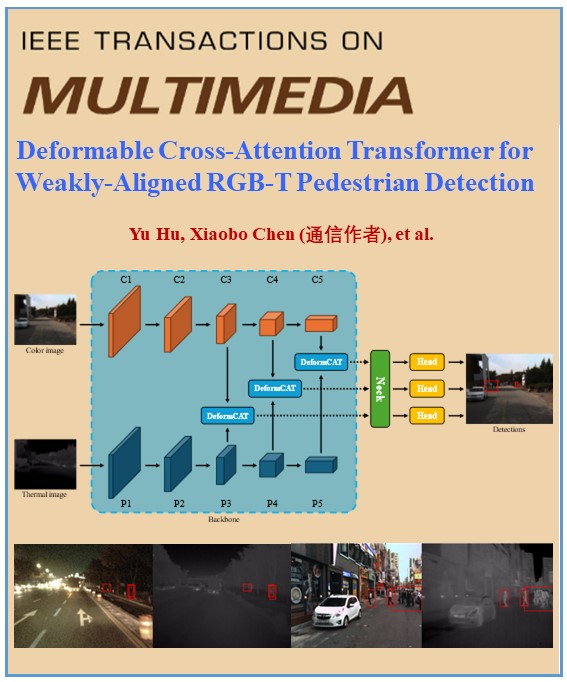 IEEE TRANSACTIONS ON
MULTIMEDIA
Deformable Cross-Attention Transformer for
Weakly-Aligned RGB-T Pedestrian Detection
Yu Hu, Xiaobo Chen (通信作者), et al.
C1 C2 C3 C4 C5
Color image
DeformCAT
DeformCAT
DeformCAT
Neck
Head
Head
Head
Detections
Thermal image
P1 P2 P3 P4 P5
Backbone